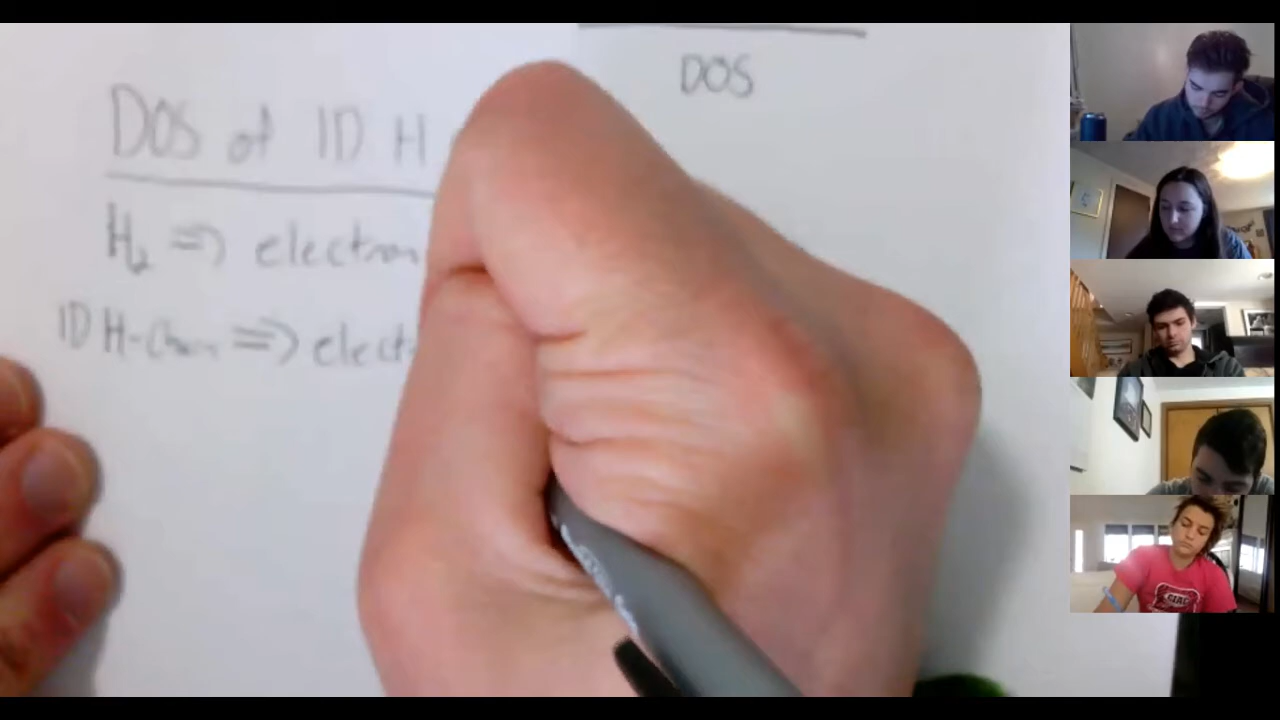 DOS
DOS of 1D H
H₂ => electron
1D H-Chain => elect